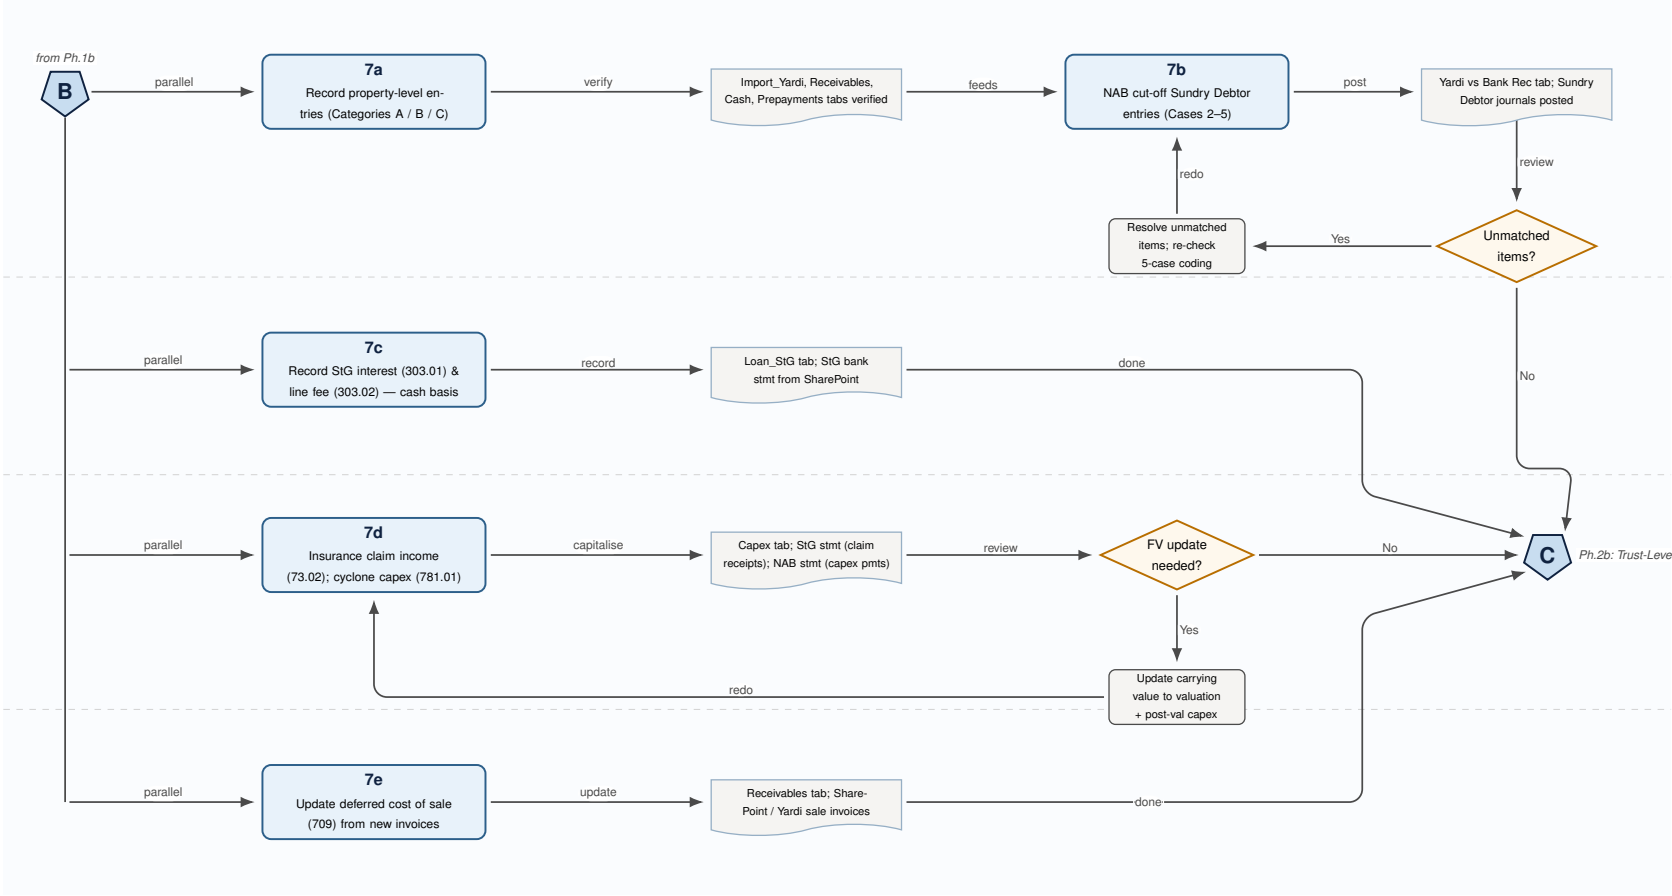 from Ph.1b
B
parallel
7a
Record property-level en-
tries (Categories A / B / C)
verify
Import_Yardi, Receivables,
Cash, Prepayments tabs verified
feeds
7b
NAB cut-off Sundry Debtor
entries (Cases 2–5)
post
Yardi vs Bank Rec tab; Sundry
Debtor journals posted
review
redo
Resolve unmatched
items; re-check
5-case coding
Yes
Unmatched
items?
No
parallel
7c
Record StG interest (303.01) &
line fee (303.02) — cash basis
record
Loan_StG tab; StG bank
stmt from SharePoint
done
parallel
7d
Insurance claim income
(73.02); cyclone capex (781.01)
capitalise
Capex tab; StG stmt (claim
receipts); NAB stmt (capex pmts)
review
FV update
needed?
No
C
Ph.2b: Trust-Leve
Yes
Update carrying
value to valuation
+ post-val capex
redo
parallel
7e
Update deferred cost of sale
(709) from new invoices
update
Receivables tab; Share-
Point / Yardi sale invoices
done